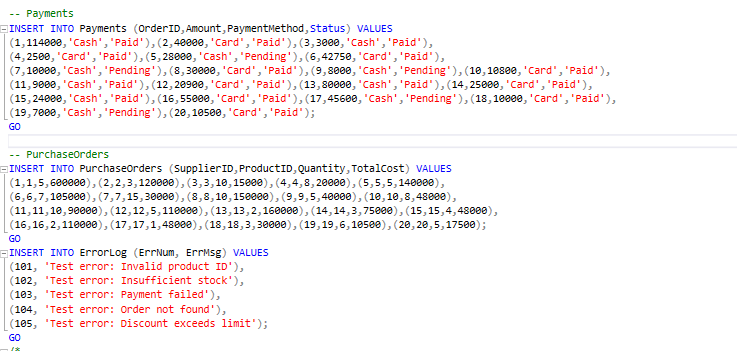 -- Payments
INSERT INTO Payments (OrderID,Amount,PaymentMethod,Status) VALUES
(1,114000,'Cash','Paid'),(2,40000,'Card','Paid'),(3,3000,'Cash','Paid'),
(4,2500,'Card','Paid'),(5,28000,'Cash','Pending'),(6,42750,'Card','Paid'),
(7,10000,'Cash','Pending'),(8,30000,'Card','Paid'),(9,8000,'Cash','Pending'),(10,10800,'Card','Paid'),
(11,9000,'Cash','Paid'),(12,20900,'Card','Paid'),(13,80000,'Cash','Paid'),(14,25000,'Card','Paid'),
(15,24000,'Cash','Paid'),(16,55000,'Card','Paid'),(17,45600,'Cash','Pending'),(18,10000,'Card','Paid'),
(19,7000,'Cash','Pending'),(20,10500,'Card','Paid');
GO
-- PurchaseOrders
INSERT INTO PurchaseOrders (SupplierID,ProductID,Quantity,TotalCost) VALUES
(1,1,5,600000),(2,2,3,120000),(3,3,10,15000),(4,4,8,20000),(5,5,5,140000),
(6,6,7,105000),(7,7,15,30000),(8,8,10,150000),(9,9,5,40000),(10,10,8,48000),
(11,11,10,90000),(12,12,5,110000),(13,13,2,160000),(14,14,3,75000),(15,15,4,48000),
(16,16,2,110000),(17,17,1,48000),(18,18,3,30000),(19,19,6,10500),(20,20,5,17500);
GO
INSERT INTO ErrorLog (ErrNum, ErrMsg) VALUES
(101, 'Test error: Invalid product ID'),
(102, 'Test error: Insufficient stock'),
(103, 'Test error: Payment failed'),
(104, 'Test error: Order not found'),
(105, 'Test error: Discount exceeds limit');
GO
/*